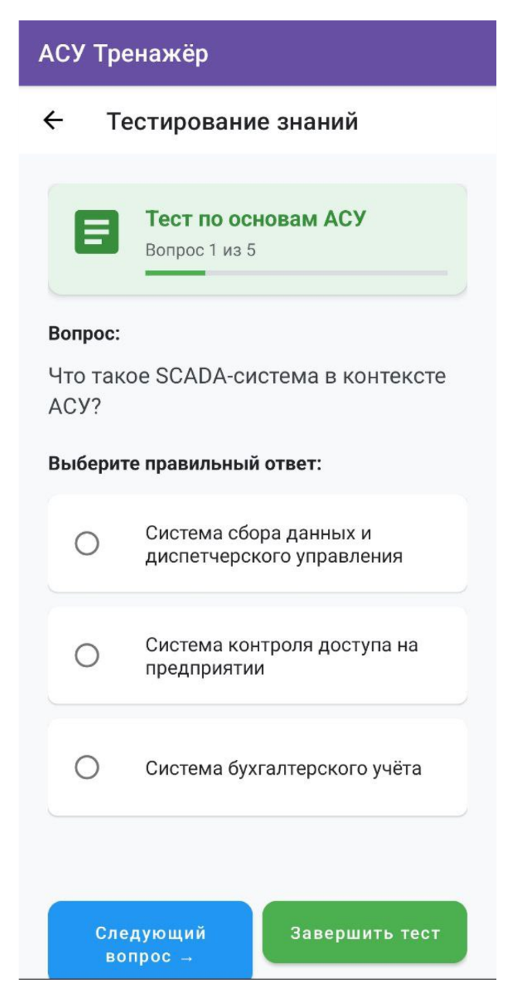 АСУ Тренажёр
← Тестирование знаний
Тест по основам АСУ
Вопрос 1 из 5
Вопрос:
Что такое SCADA-система в контексте
АСУ?
Выберите правильный ответ:
Система сбора данных и
диспетчерского управления
Система контроля доступа на
предприятии
Система бухгалтерского учёта
Следующий
вопрос →
Завершить тест